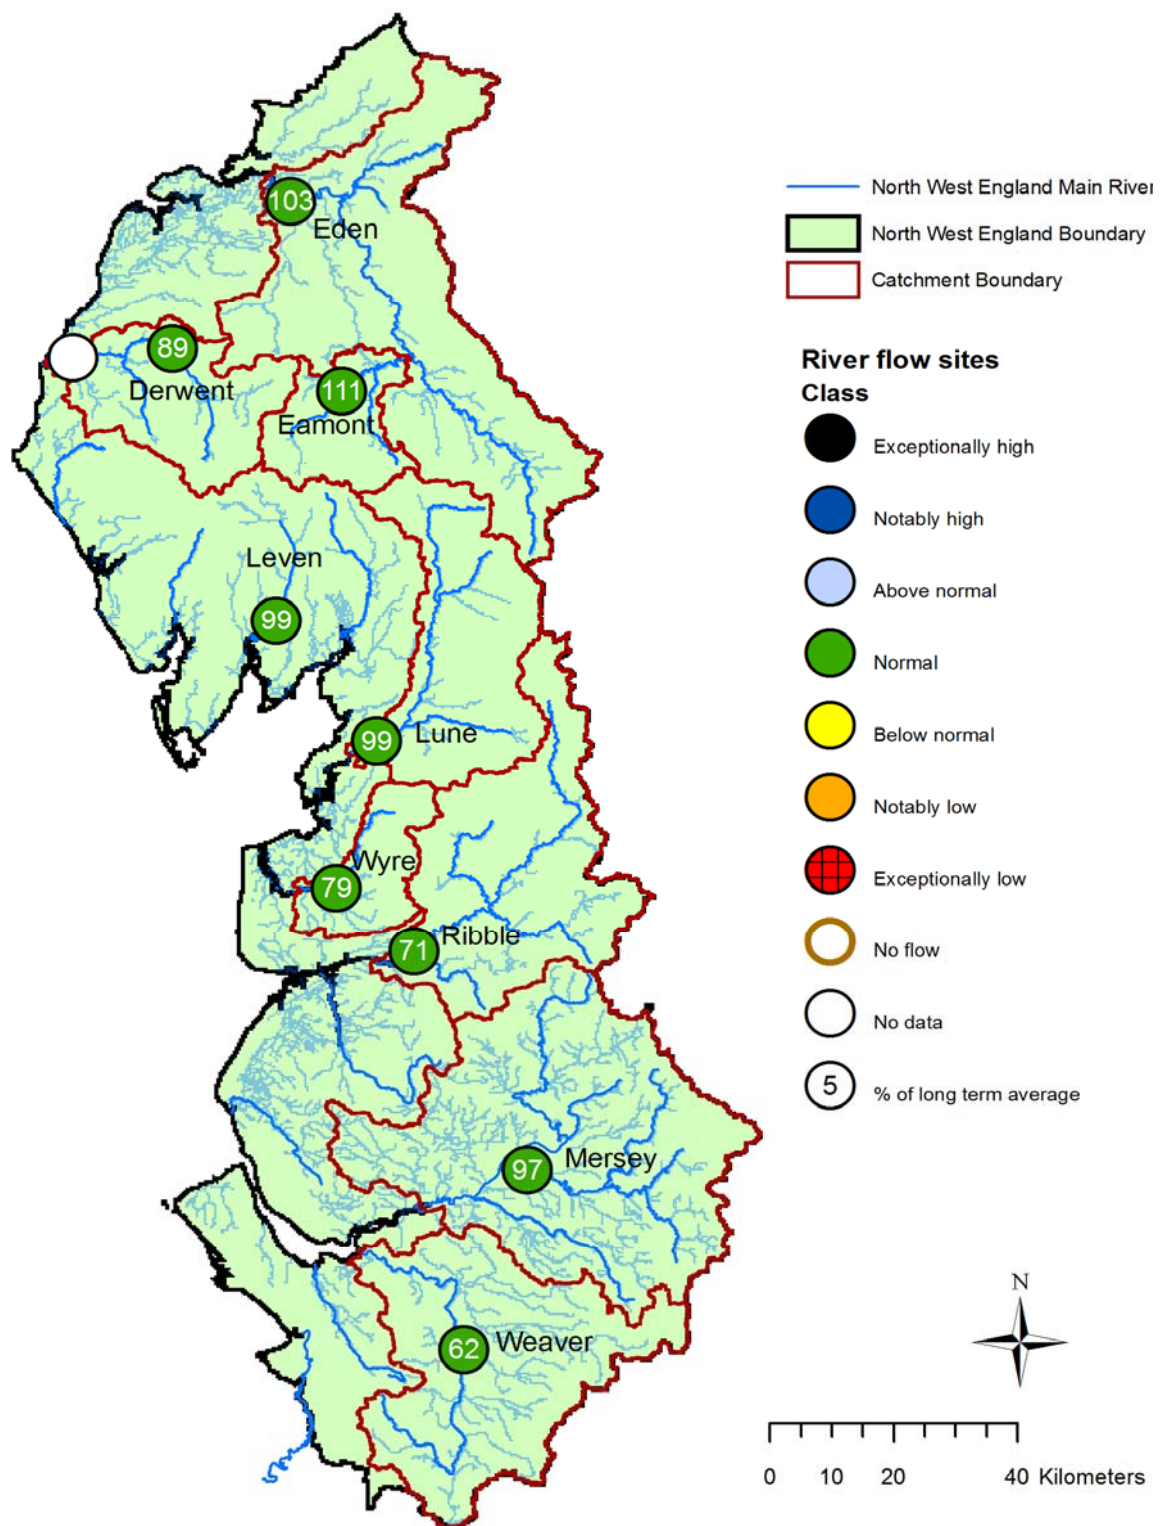 103
Eden
89
Derwent
111
Eamont
Leven
99
99
Lune
Wyre
79
Ribble
71
Mersey
97
Weaver
62
North West England Main River
North West England Boundary
Catchment Boundary
River flow sites
Class
Exceptionally high
Notably high
Above normal
Normal
Below normal
Notably low
Exceptionally low
No flow
No data
5 % of long term average
N
0 10 20 40 Kilometers